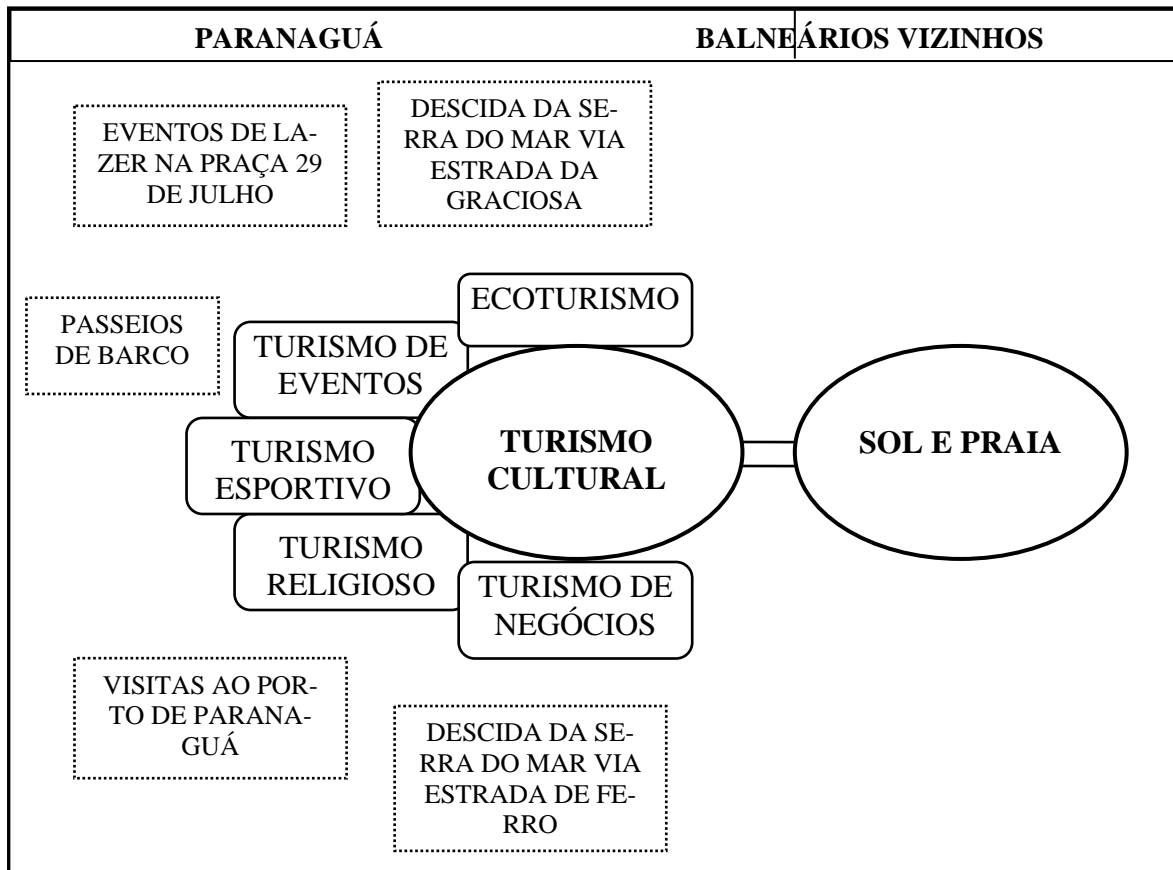 PARANAGUÁ
BALNEÁRIOS VIZINHOS
EVENTOS DE LA-
ZER NA PRAÇA 29
DE JULHO
DESCIDA DA SE-
RRA DO MAR VIA
ESTRADA DA
GRACIOSA
PASSEIOS
DE BARCO
ECOTURISMO
TURISMO DE
EVENTOS
TURISMO
ESPORTIVO
TURISMO
RELIGIOSO
TURISMO DE
NEGÓCIOS
TURISMO
CULTURAL
SOL E PRAIA
VISITAS AO POR-
TO DE PARANA-
GUÁ
DESCIDA DA SE-
RRA DO MAR VIA
ESTRADA DE FE-
RRO